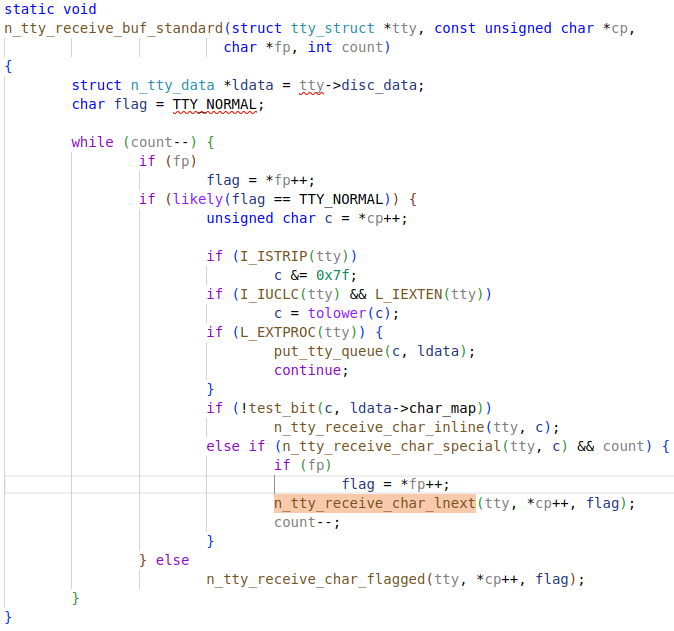 static void
n_tty_receive_buf_standard(struct tty_struct *tty, const unsigned char *cp,
                          char *fp, int count)
{
        struct n_tty_data *ldata = tty->disc_data;
        char flag = TTY_NORMAL;

        while (count--) {
                if (fp)
                        flag = *fp++;
                if (likely(flag == TTY_NORMAL)) {
                        unsigned char c = *cp++;

                        if (I_ISTRIP(tty))
                                c &= 0x7f;
                        if (I_IUCLC(tty) && L_IEXTEN(tty))
                                c = tolower(c);
                        if (L_EXTPROC(tty)) {
                                put_tty_queue(c, ldata);
                                continue;
                        }
                        if (!test_bit(c, ldata->char_map))
                                n_tty_receive_char_inline(tty, c);
                        else if (n_tty_receive_char_special(tty, c) && count) {
                                if (fp)
                                        flag = *fp++;
                                n_tty_receive_char_lnext(tty, *cp++, flag);
                                count--;
                        }
                } else
                        n_tty_receive_char_flagged(tty, *cp++, flag);
        }
}